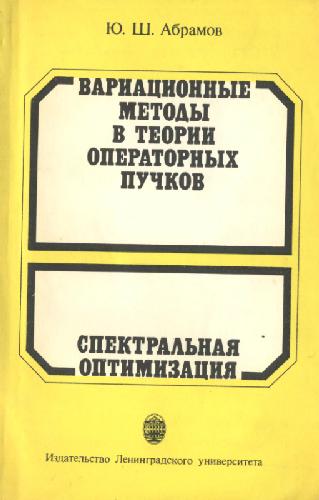 Ю. Ш. Абрамов
ВАРИАЦИОННЫЕ
МЕТОДЫ
В ТЕОРИИ
ОПЕРАТОРНЫХ
ПУЧКОВ
СПЕКТРАЛЬНАЯ
ОПТИМИЗАЦИЯ
Издательство Ленинградского университета